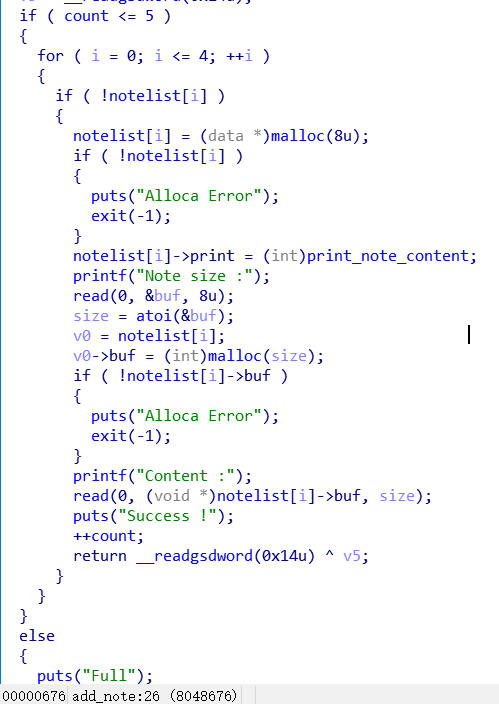 if ( count <= 5 )
{
for ( i = 0; i <= 4; ++i )
{
if ( !notelist[i] )
{
notelist[i] = (data *)malloc(8u);
if ( !notelist[i] )
{
puts("Alloca Error");
exit(-1);
}
notelist[i]->print = (int)print_note_content;
printf("Note size :");
read(0, &buf, 8u);
size = atoi(&buf);
v0 = notelist[i];
v0->buf = (int)malloc(size);
if ( !notelist[i]->buf )
{
puts("Alloca Error");
exit(-1);
}
printf("Content :");
read(0, (void *)notelist[i]->buf, size);
puts("Success !");
++count;
return __readgsdword(0x14u) ^ v5;
}
}
}
else
{
puts("Full");
00000676 add_note:26 (8048676)